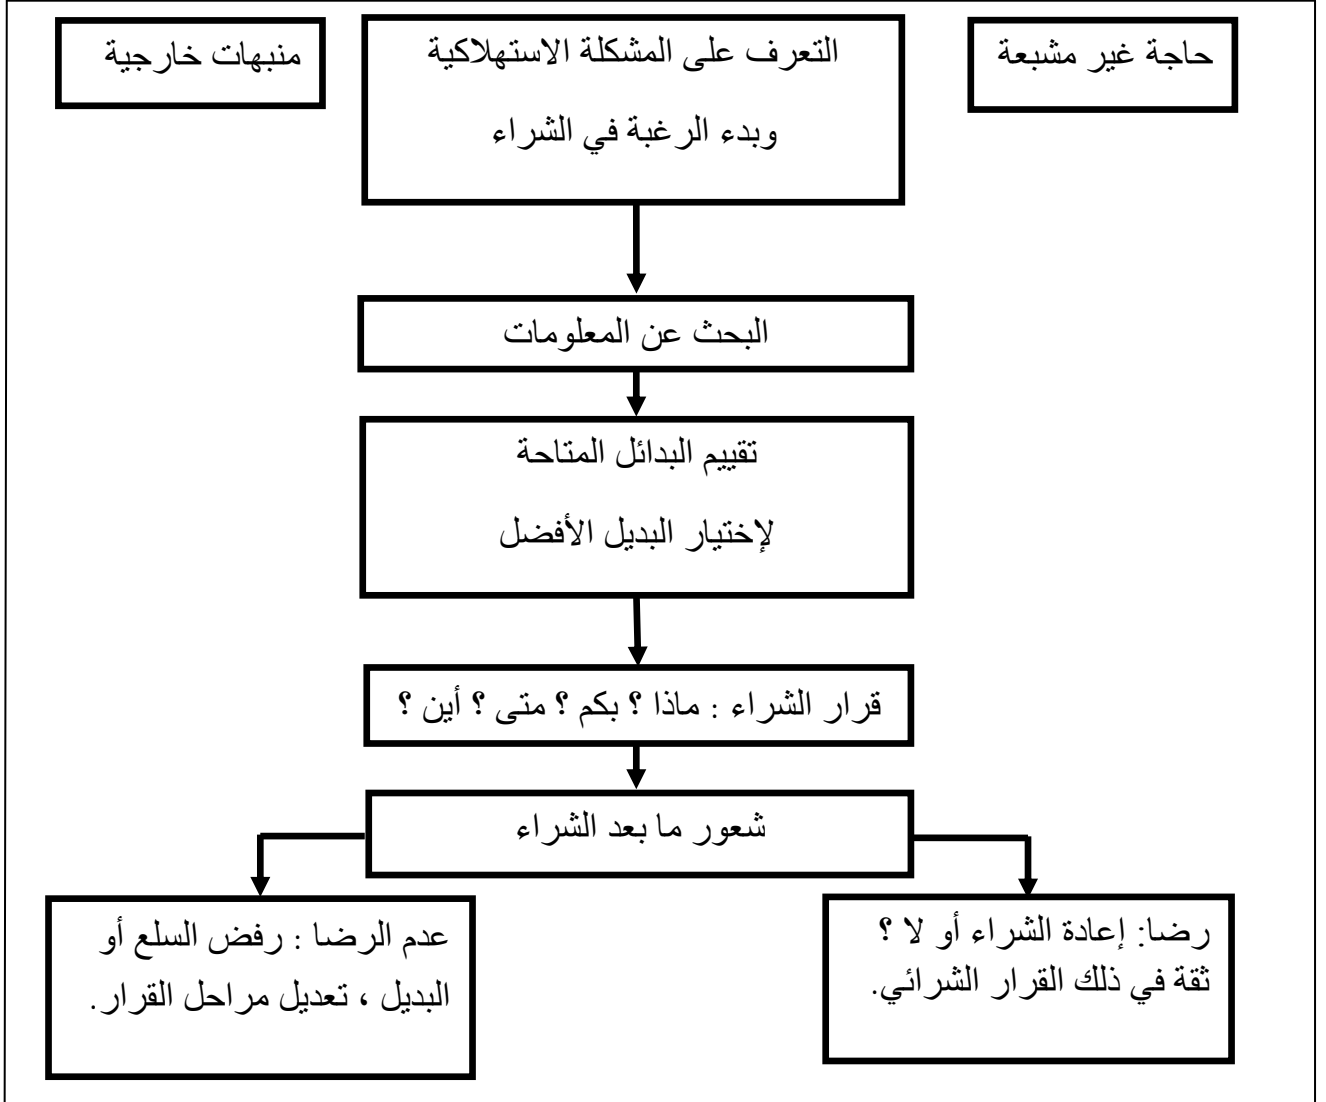 حاجة غير مشبعة
التعرف على المشكلة الاستهلاكية
وبدء الرغبة في الشراء
منبهات خارجية
البحث عن المعلومات
تقييم البدائل المتاحة
لإختيار البديل الأفضل
قرار الشراء : ماذا ؟ بكم ؟ متى ؟ أين ؟
شعور ما بعد الشراء
رضا: إعادة الشراء أو لا ؟
ثقة في ذلك القرار الشرائي.
عدم الرضا : رفض السلع أو
البديل ، تعديل مراحل القرار.